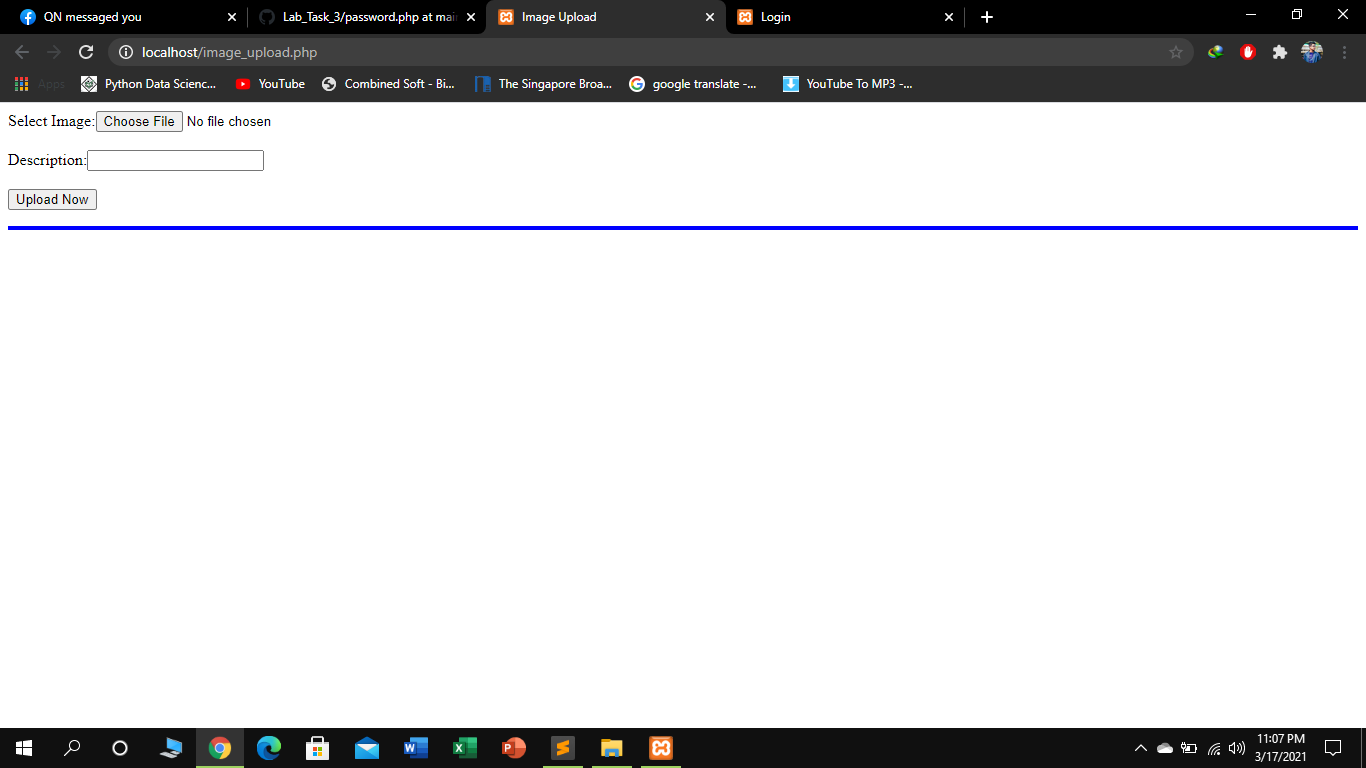 QN messaged you
Lab_Task_3/password.php at mai
Image Upload
Login
localhost/image_upload.php
Apps
Python Data Scienc...
YouTube
Combined Soft - Bi...
The Singapore Broa...
google translate -...
YouTube To MP3 -...
Select Image: Choose File No file chosen
Description:
Upload Now
11:07 PM
3/17/2021